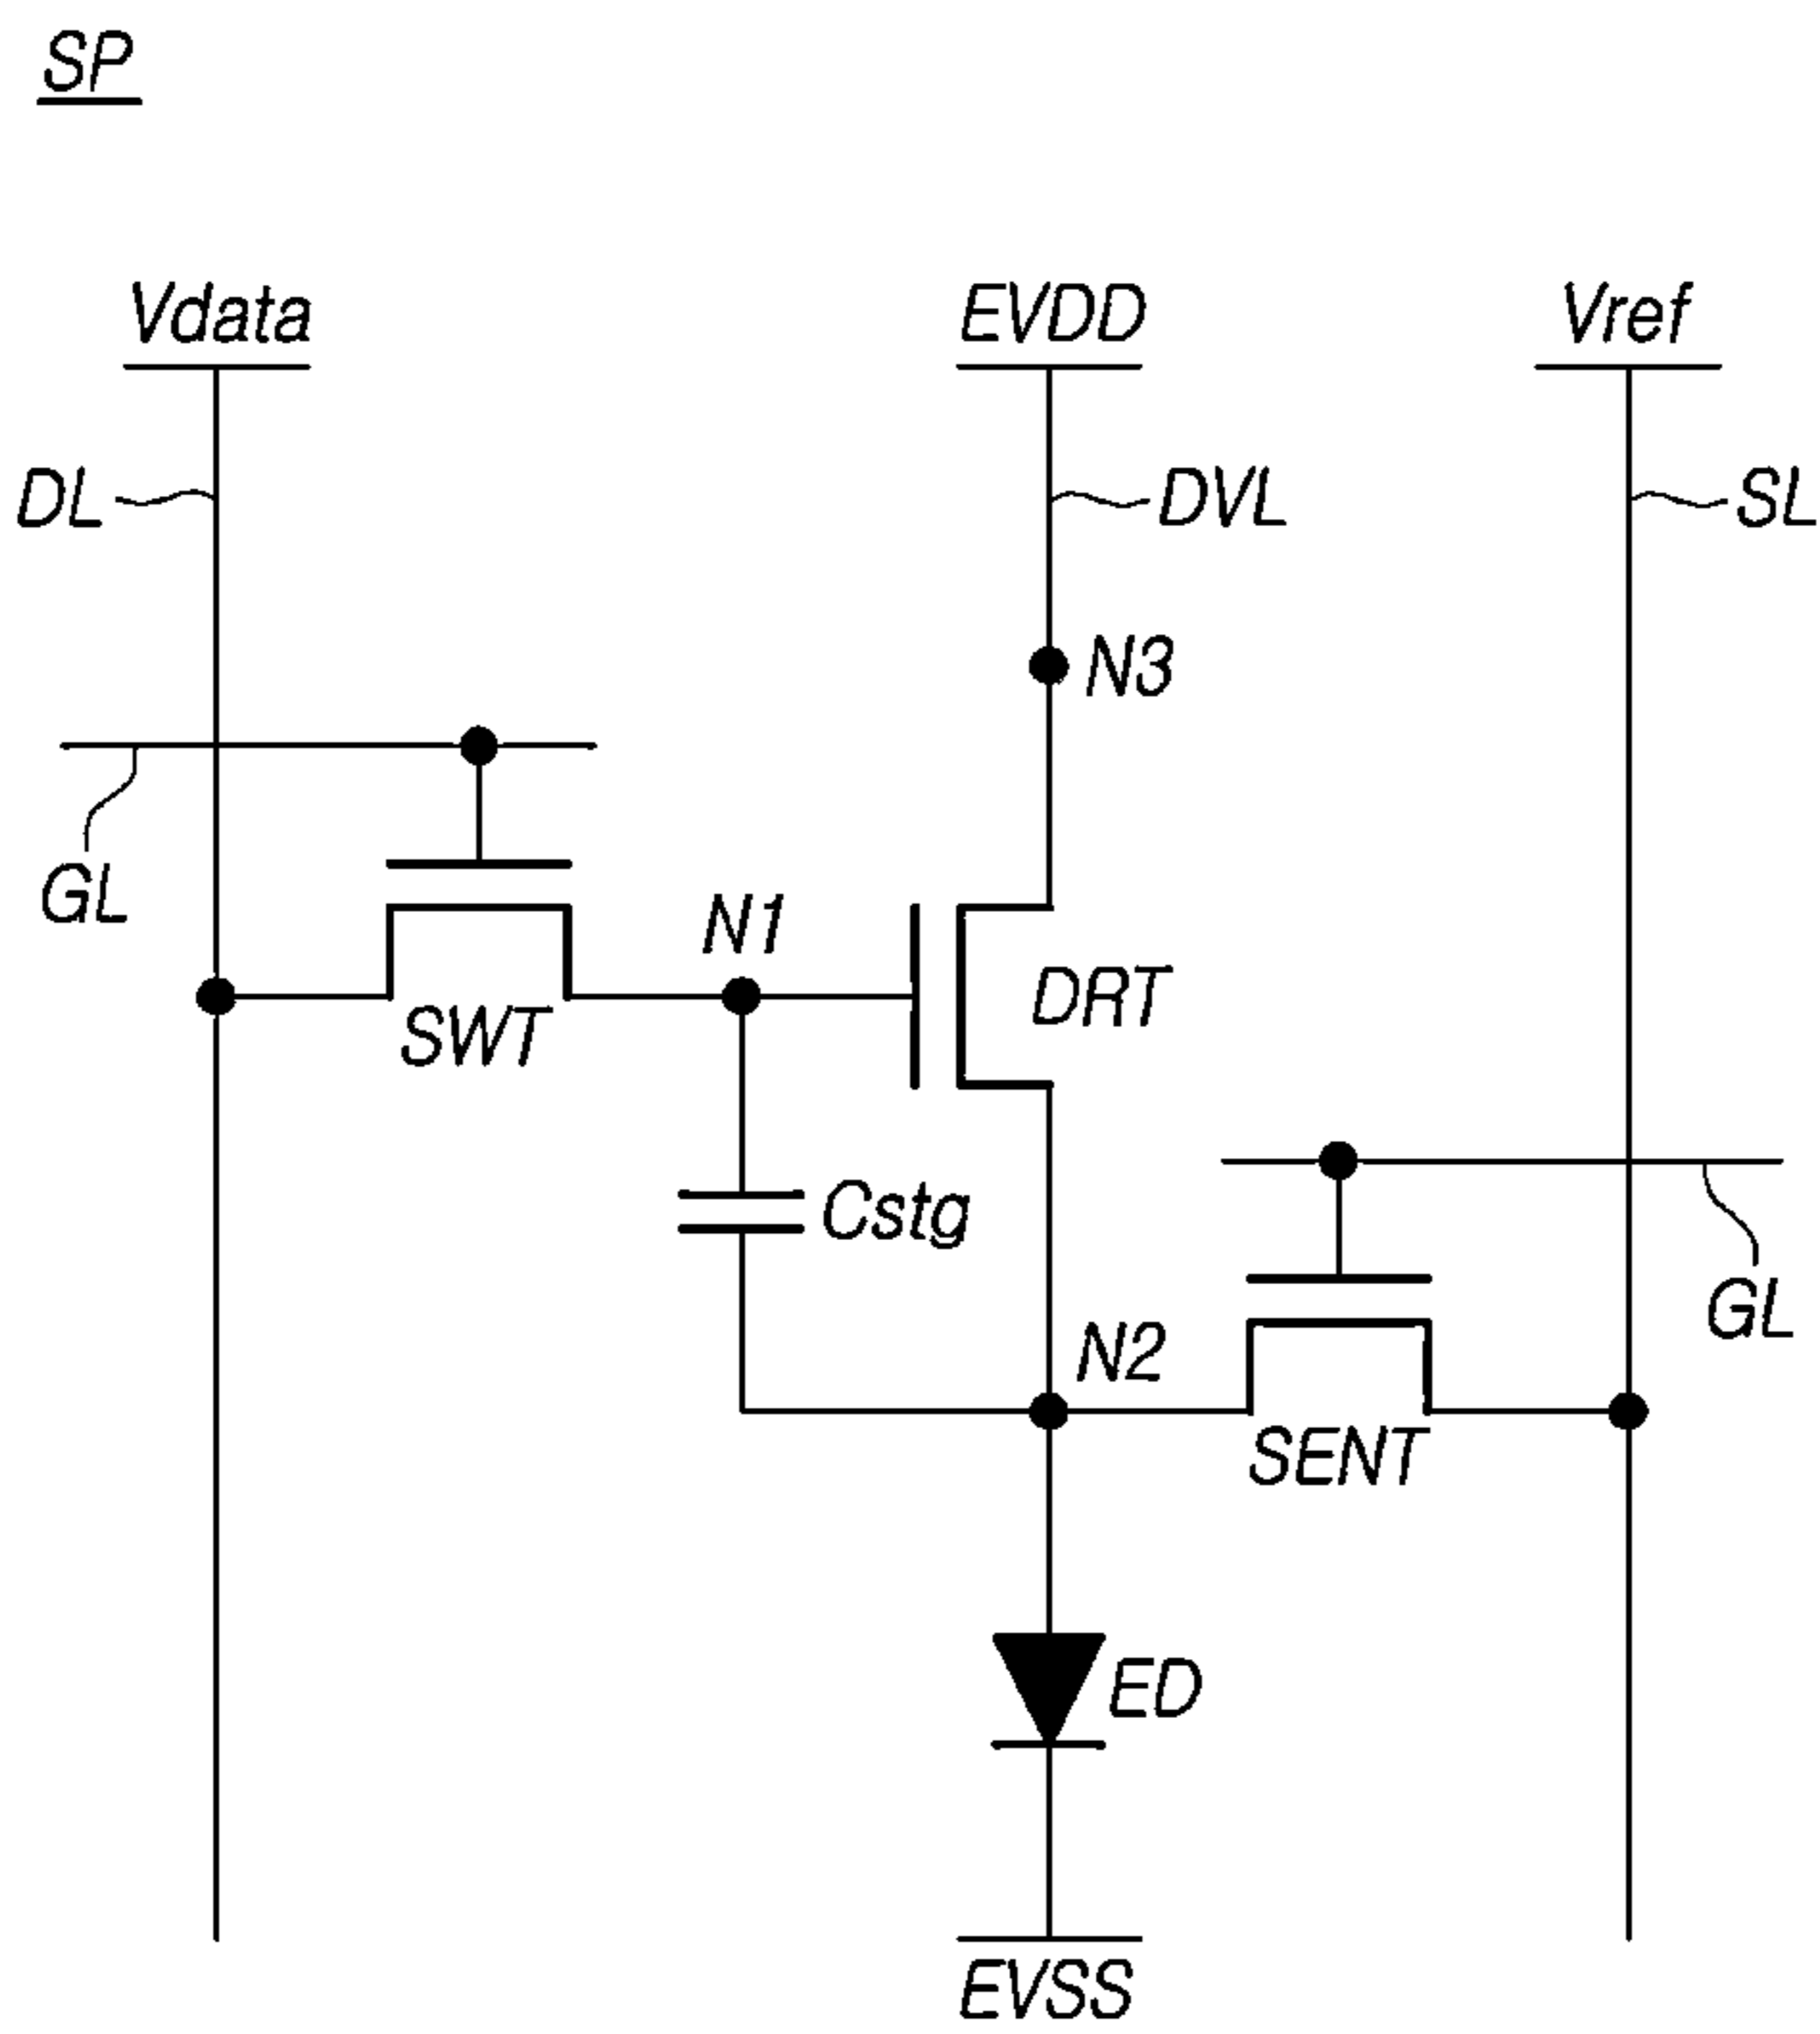 SP
Vdata
EVDD
Vref
DL
DVL
SL
N3
GL
N1
SWT
DRT
Cstg
GL
N2
SENT
ED
EVSS